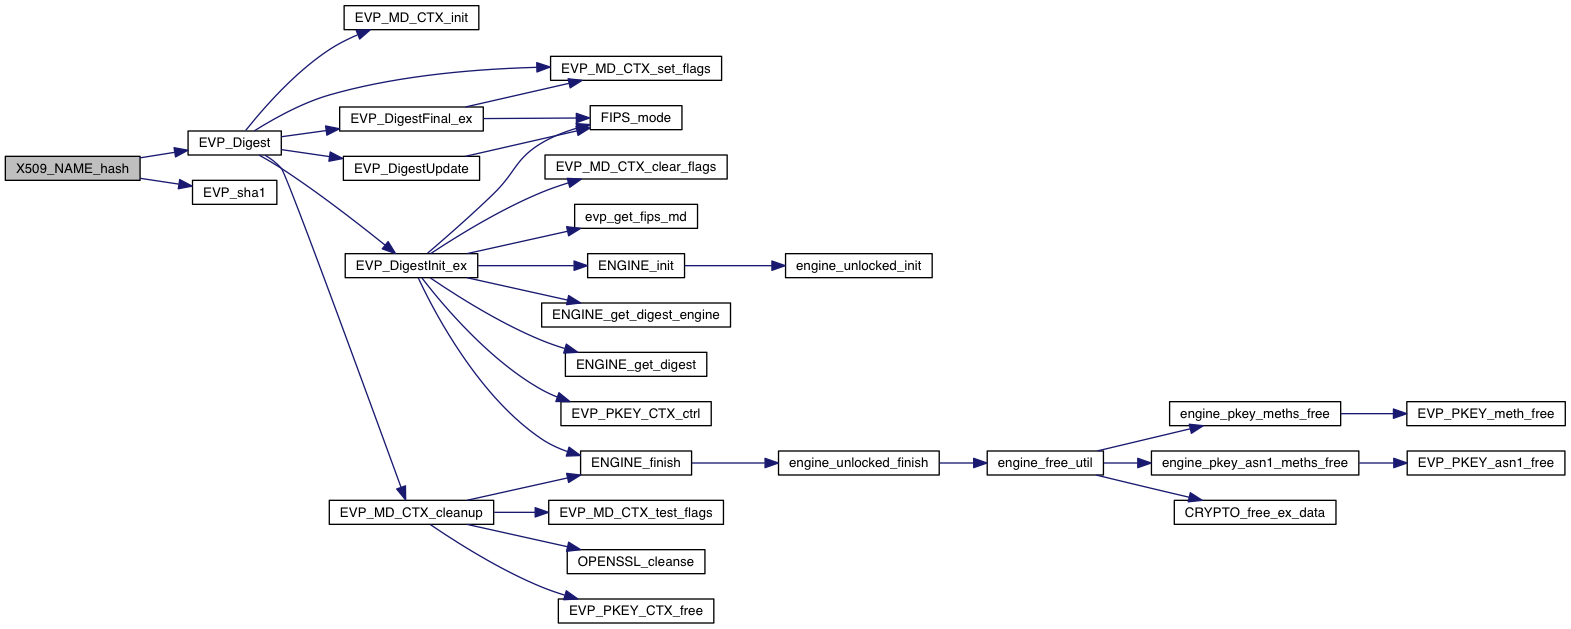 EVP_MD_CTX_init
EVP_MD_CTX_set_flags
EVP_DigestFinal_ex
FIPS_mode
EVP_Digest
X509_NAME_hash
EVP_DigestUpdate
EVP_MD_CTX_clear_flags
EVP_sha1
evp_get_fips_md
EVP_DigestInit_ex
ENGINE_init
engine_unlocked_init
ENGINE_get_digest_engine
ENGINE_get_digest
EVP_PKEY_CTX_ctrl
engine_pkey_meths_free
EVP_PKEY_meth_free
ENGINE_finish
engine_unlocked_finish
engine_free_util
engine_pkey_asn1_meths_free
EVP_PKEY_asn1_free
EVP_MD_CTX_cleanup
EVP_MD_CTX_test_flags
CRYPTO_free_ex_data
OPENSSL_cleanse
EVP_PKEY_CTX_free